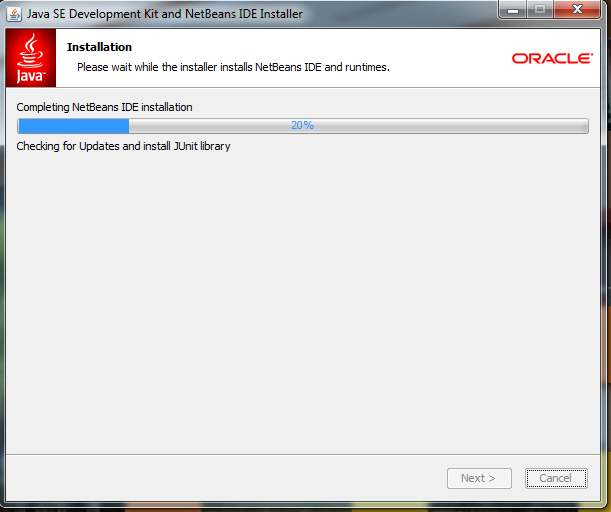 Java SE Development Kit and NetBeans IDE Installer
Installation
Please wait while the installer installs NetBeans IDE and runtimes.
Java™
ORACLE®
Completing NetBeans IDE installation
20%
Checking for Updates and install JUnit library
Next >
Cancel